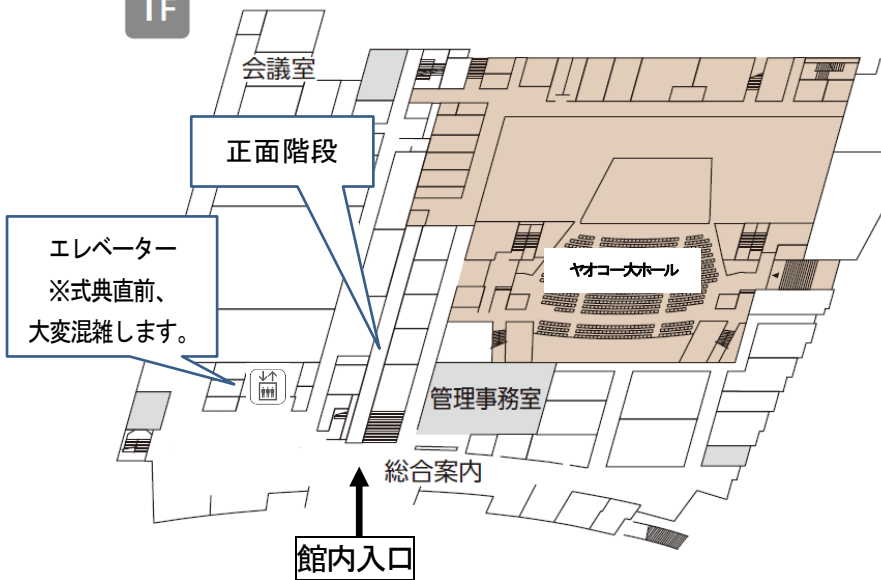 1F
会議室
正面階段
エレベーター
※式典直前、
大変混雑します。
ヤオコー大ホール
管理事務室
総合案内
館内入口